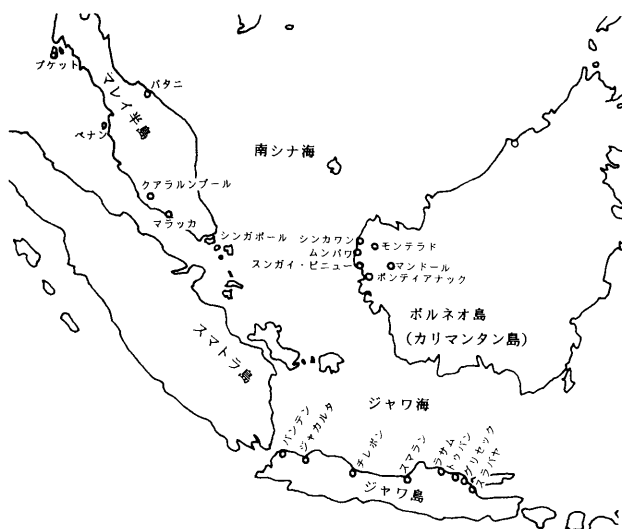 プケット
パタニ
マレイ半島
ペナン
南シナ海
クアラルンプール
マラッカ
シンガポール
シンカワン
モンテラド
ムンパワ
スンガイ・ピニュー
マンドール
ポンティアナック
ボルネオ島
(カリマンタン島)
スマトラ島
ジャワ海
バンテン
ジャカルタ
チレボン
スマラン
ラサム
トゥバン
グリセック
スラバヤ
ジャワ島